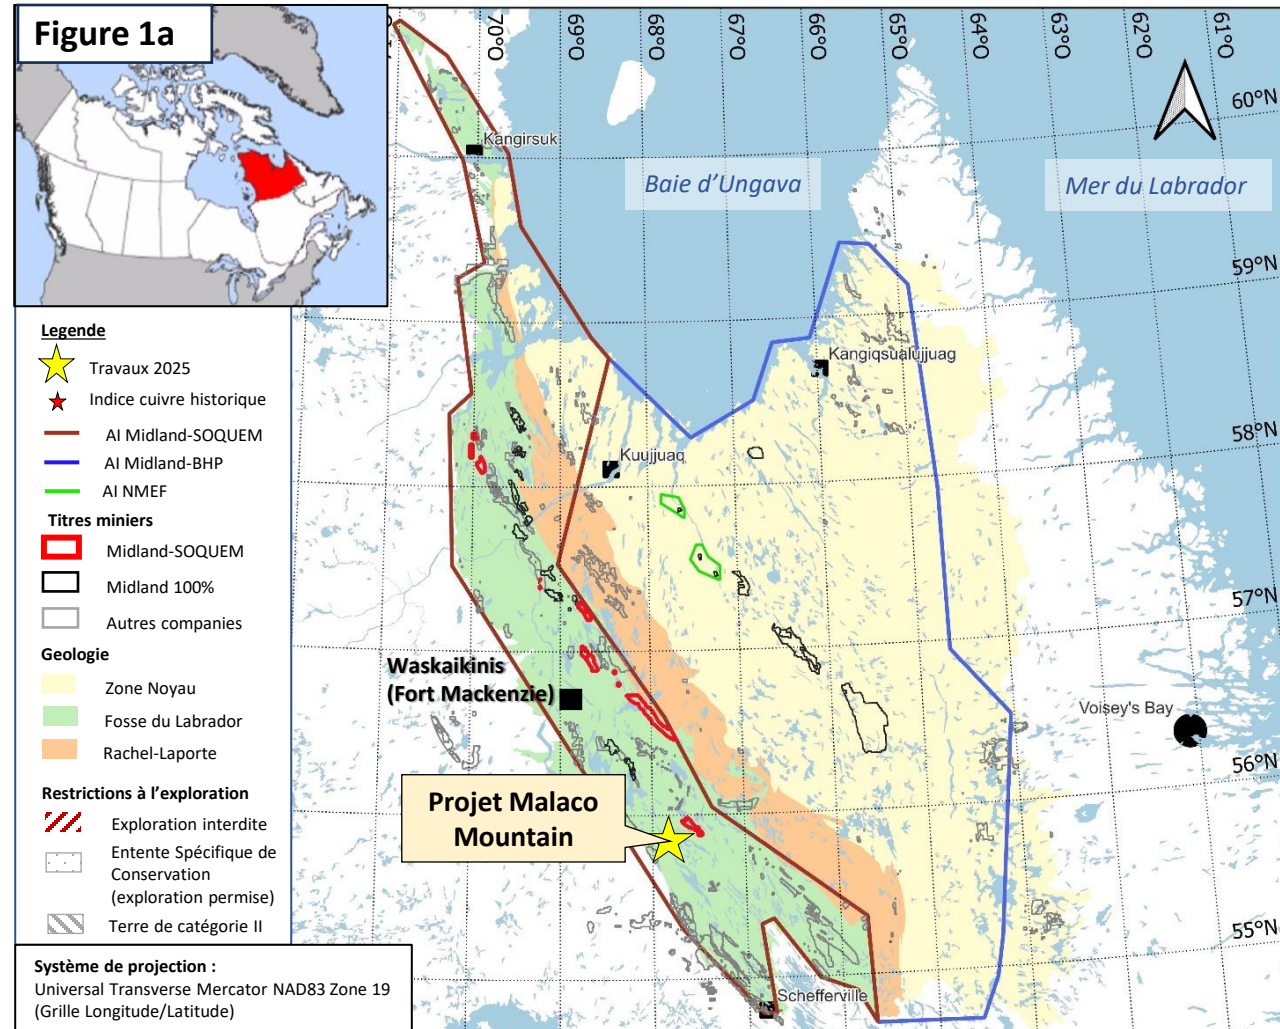 Figure 1a
70°O
69°O
68°O
67°O
66°O
65°O
64°O
63°O
62°O
61°O
60°N
59°N
58°N
57°N
56°N
55°N
Kangirsuk
Baie d'Ungava
Mer du Labrador
Kangiqsualujjuaq
Kuujjuaq
Waskaikinis
(Fort Mackenzie)
Voisey's Bay
Projet Malaco
Mountain
Schefferville
Legende
Travaux 2025
Indice cuivre historique
AI Midland-SOQUEM
AI Midland-BHP
AI NMEF
Titres miniers
Midland-SOQUEM
Midland 100%
Autres companies
Geologie
Zone Noyau
Fosse du Labrador
Rachel-Laporte
Restrictions à l'exploration
Exploration interdite
Entente Spécifique de
Conservation
(exploration permise)
Terre de catégorie II
Système de projection :
Universal Transverse Mercator NAD83 Zone 19
(Grille Longitude/Latitude)